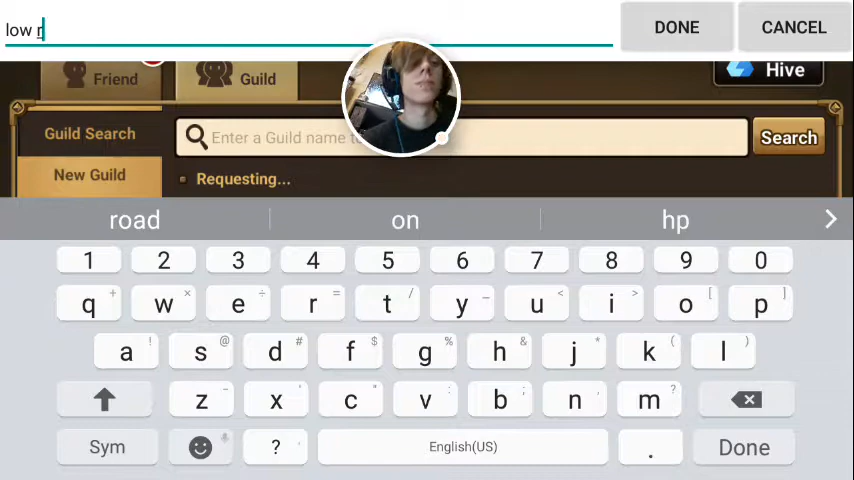 low r
DONE CANCEL
Friend Guild Hive
Guild Search
Enter a Guild name t
Search
New Guild
Requesting...
road on hp
1 2 3 4 5 6 7 8 9 0
q + w × e ÷ r = t / y _ u < i > o [ p ]
a ! s @ d # f $ g % h & j * k ( l )
z - x ' c " v : b ; n , m ?
Sym ? English(US) . Done